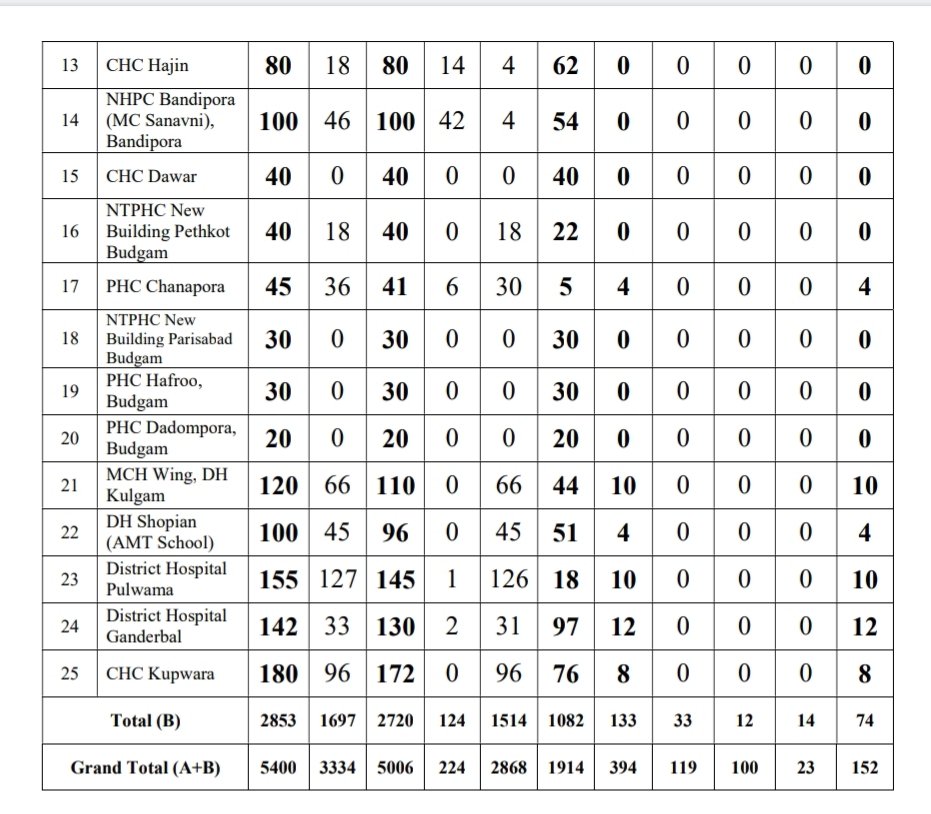 13 CHC Hajin 80 18 80 14 4 62 0 0 0 0 0
NHPC Bandipora
14 (MC Sanavni), 100 46 100 42 4 54 0 0 0 0 0
Bandipora
15 CHC Dawar 40 0 40 0 0 40 0 0 0 0 0
NTPHC New
16 Building Pethkot 40 18 40 0 18 22 0 0 0 0 0
Budgam
17 PHC Chanapora 45 36 41 6 30 5 4 0 0 0 4
NTPHC New
18 Building Parisabad 30 0 30 0 0 30 0 0 0 0 0
Budgam
19 PHC Hafroo, 30 0 30 0 0 30 0 0 0 0 0
Budgam
20 PHC Dadompora, 20 0 20 0 0 20 0 0 0 0 0
Budgam
21 MCH Wing, DH 120 66 110 0 66 44 10 0 0 0 10
Kulgam
22 DH Shopian 100 45 96 0 45 51 4 0 0 0 4
(AMT School)
23 District Hospital 155 127 145 1 126 18 10 0 0 0 10
Pulwama
24 District Hospital 142 33 130 2 31 97 12 0 0 0 12
Ganderbal
25 CHC Kupwara 180 96 172 0 96 76 8 0 0 0 8
Total (B) 2853 1697 2720 124 1514 1082 133 33 12 14 74
Grand Total (A+B) 5400 3334 5006 224 2868 1914 394 119 100 23 152